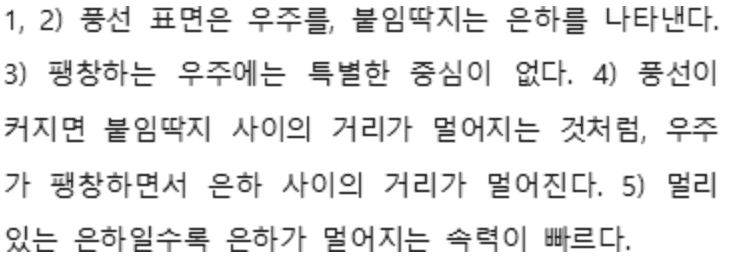 1, 2) 풍선 표면은 우주를, 붙임딱지는 은하를 나타낸다.
3) 팽창하는 우주에는 특별한 중심이 없다. 4) 풍선이
커지면 붙임딱지 사이의 거리가 멀어지는 것처럼, 우주
가 팽창하면서 은하 사이의 거리가 멀어진다. 5) 멀리
있는 은하일수록 은하가 멀어지는 속력이 빠르다.